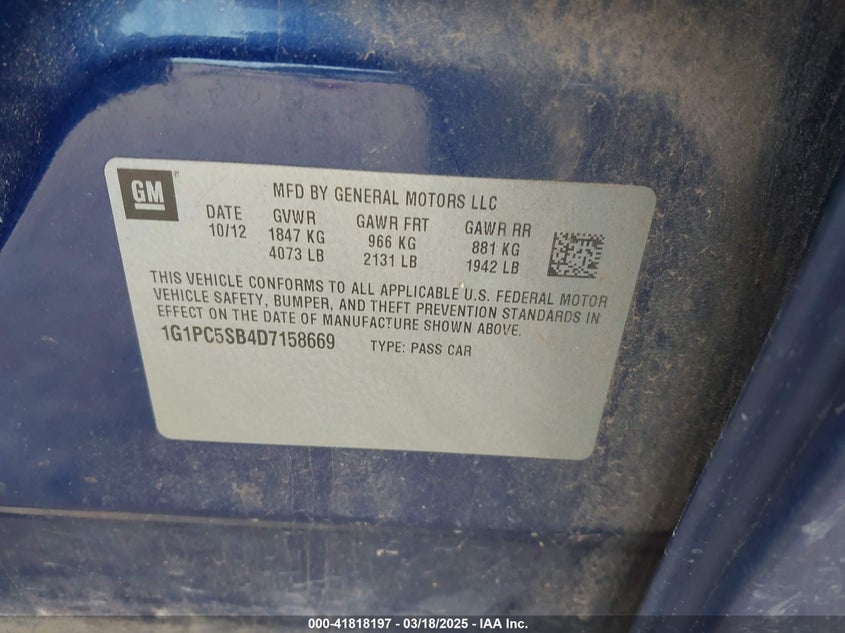 GM
MFD BY GENERAL MOTORS LLC
DATE GVWR GAWR FRT GAWR RR
10/12 1847 KG 966 KG 881 KG
4073 LB 2131 LB 1942 LB
THIS VEHICLE CONFORMS TO ALL APPLICABLE U.S. FEDERAL MOTOR
VEHICLE SAFETY, BUMPER, AND THEFT PREVENTION STANDARDS IN
EFFECT ON THE DATE OF MANUFACTURE SHOWN ABOVE.
1G1PC5SB4D7158669 TYPE: PASS CAR
000-41818197 — 03/18/2025 — IAA Inc.